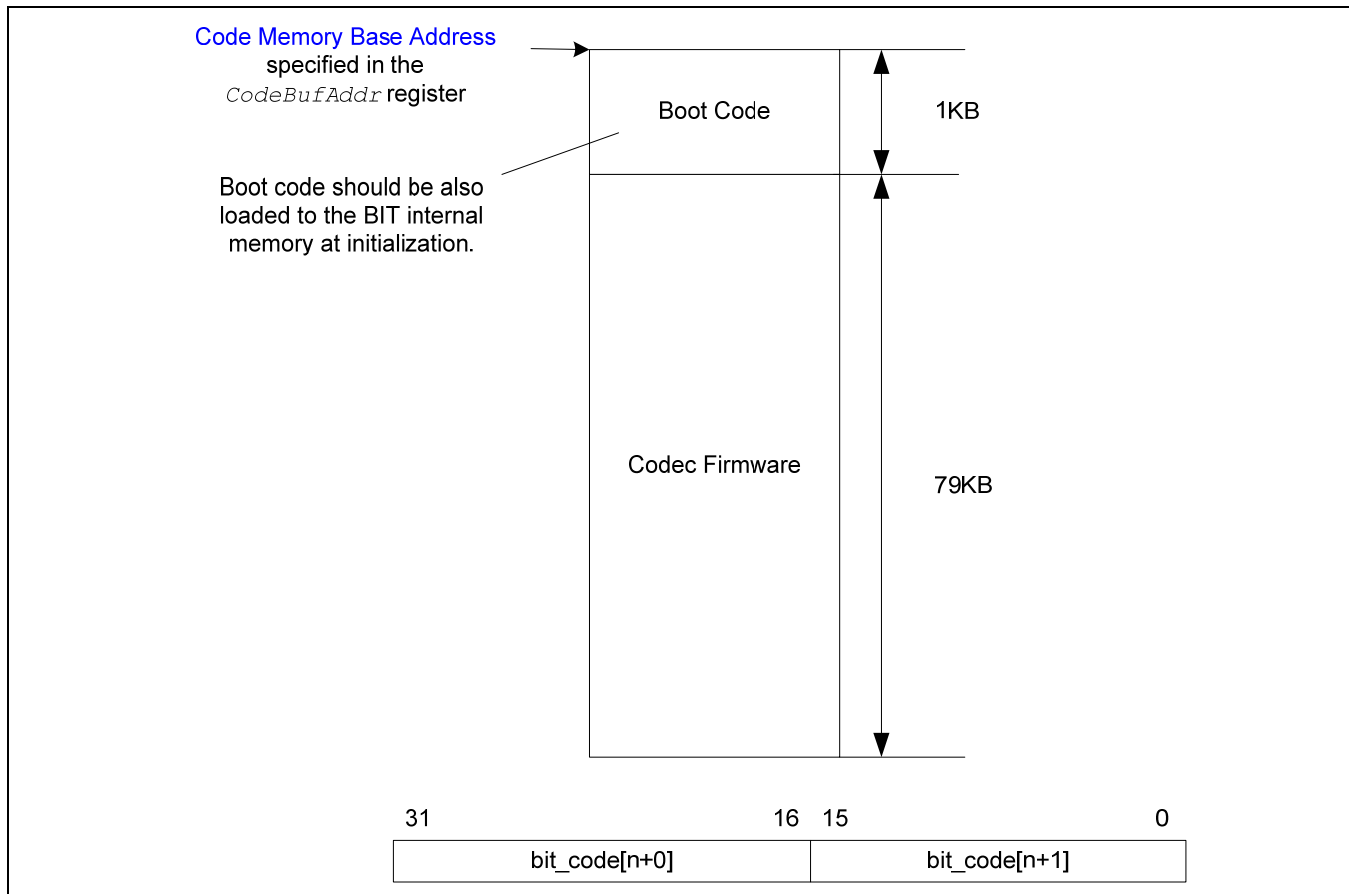 Code Memory Base Address
specified in the
CodeBufAddr register
Boot Code
1KB
Boot code should be also
loaded to the BIT internal
memory at initialization.
Codec Firmware
79KB
31 16 15 0
bit_code[n+0] bit_code[n+1]